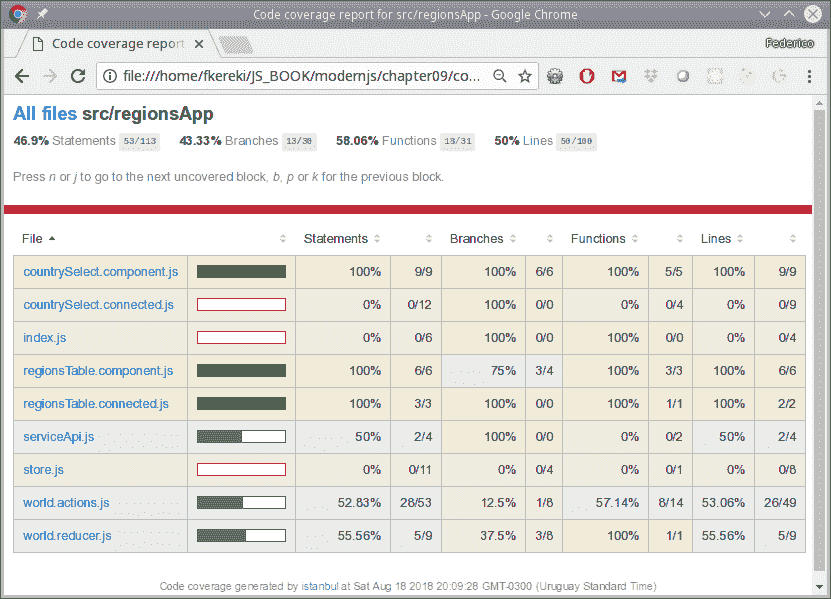 Code coverage report for src/regionsApp - Google Chrome
Code coverage report
Federico
file:///home/fkereki/JS_BOOK/modernjs/chapter09/co...
All files src/regionsApp
46.9% Statements 53/113 43.33% Branches 13/30 58.06% Functions 18/31 50% Lines 50/100
Press n or j to go to the next uncovered block, b, p or k for the previous block.
File Statements Branches Functions Lines
countrySelect.component.js 100% 9/9 100% 6/6 100% 5/5 100% 9/9
countrySelect.connected.js 0% 0/12 100% 0/0 0% 0/4 0% 0/9
index.js 0% 0/6 100% 0/0 100% 0/0 0% 0/4
regionsTable.component.js 100% 6/6 75% 3/4 100% 3/3 100% 6/6
regionsTable.connected.js 100% 3/3 100% 0/0 100% 1/1 100% 2/2
serviceApi.js 50% 2/4 100% 0/0 0% 0/2 50% 2/4
store.js 0% 0/11 0% 0/4 0% 0/1 0% 0/8
world.actions.js 52.83% 28/53 12.5% 1/8 57.14% 8/14 53.06% 26/49
world.reducer.js 55.56% 5/9 37.5% 3/8 100% 1/1 55.56% 5/9
Code coverage generated by istanbul at Sat Aug 18 2018 20:09:28 GMT-0300 (Uruguay Standard Time)